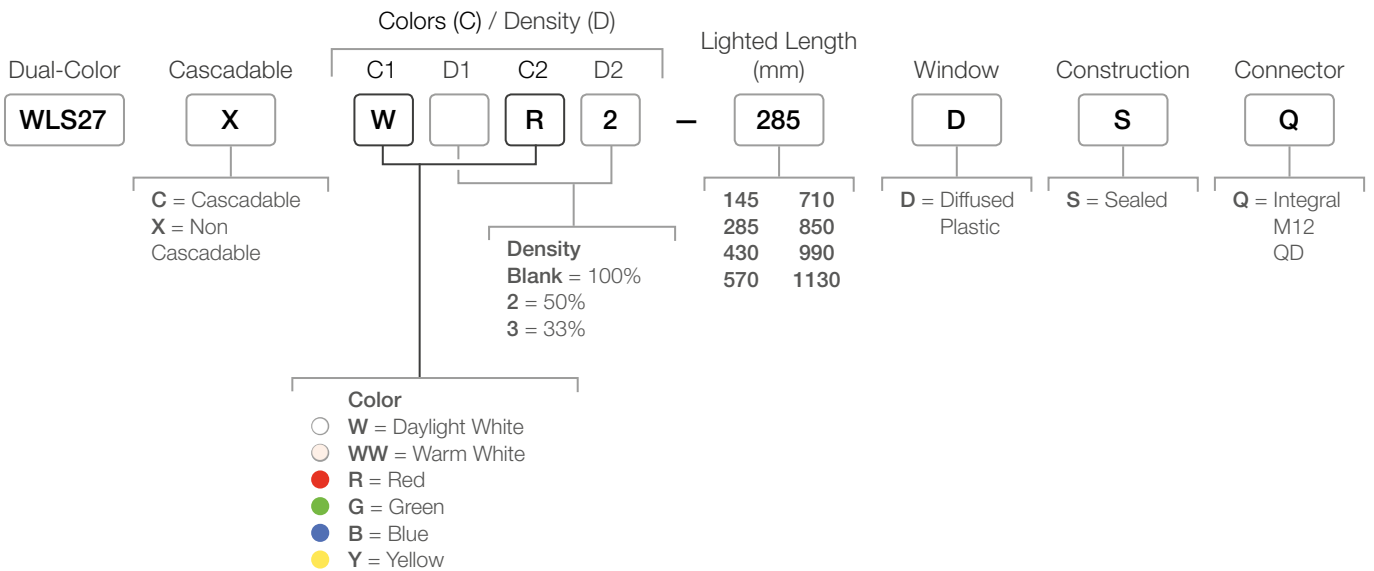 Colors (C) / Density (D)
Lighted Length
(mm)
Dual-Color Cascadable C1 D1 C2 D2 Window Construction Connector
WLS27 X W R 2 – 285 D S Q
C = Cascadable
X = Non
Cascadable
Density
Blank = 100%
2 = 50%
3 = 33%
145 710
285 850
430 990
570 1130
D = Diffused
Plastic
S = Sealed
Q = Integral
M12
QD
Color
W = Daylight White
WW = Warm White
R = Red
G = Green
B = Blue
Y = Yellow